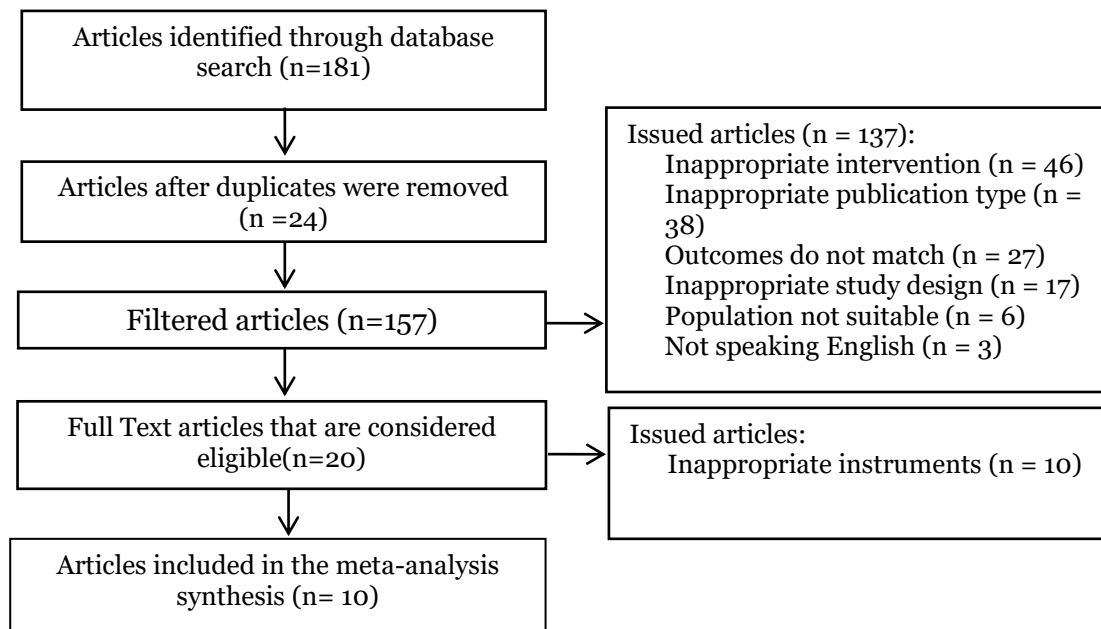 Articles identified through database
search (n=181)
Articles after duplicates were removed
(n =24)
Filtered articles (n=157)
Full Text articles that are considered
eligible(n=20)
Articles included in the meta-analysis
synthesis (n= 10)
Issued articles (n = 137):
Inappropriate intervention (n = 46)
Inappropriate publication type (n =
38)
Outcomes do not match (n = 27)
Inappropriate study design (n = 17)
Population not suitable (n = 6)
Not speaking English (n = 3)
Issued articles:
Inappropriate instruments (n = 10)